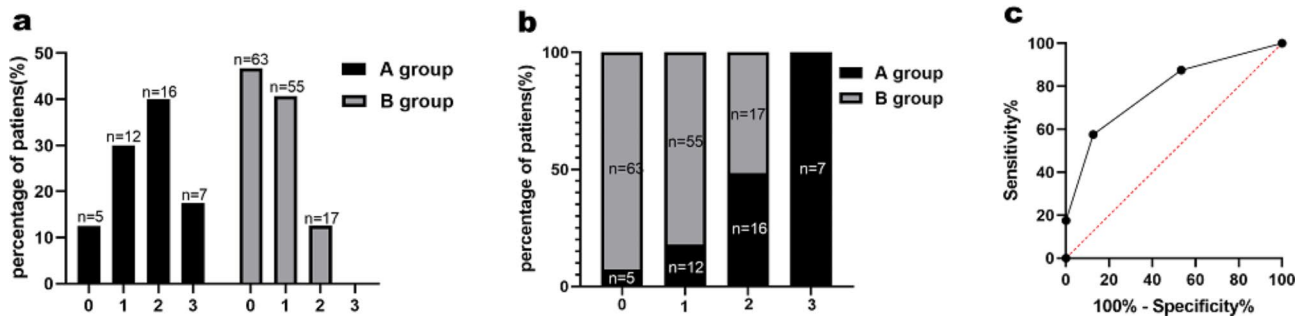 a
percentage of patiens(%)
50
40
30
20
10
0
n=5
n=12
n=16
n=7
n=63
n=55
n=17
0 1 2 3 0 1 2 3
A group
B group
b
percentage of patiens(%)
100
50
0
n=63
n=5
n=55
n=12
n=17
n=16
n=7
0 1 2 3
A group
B group
c
Sensitivity%
100
80
60
40
20
0
0 20 40 60 80 100
100% - Specificity%